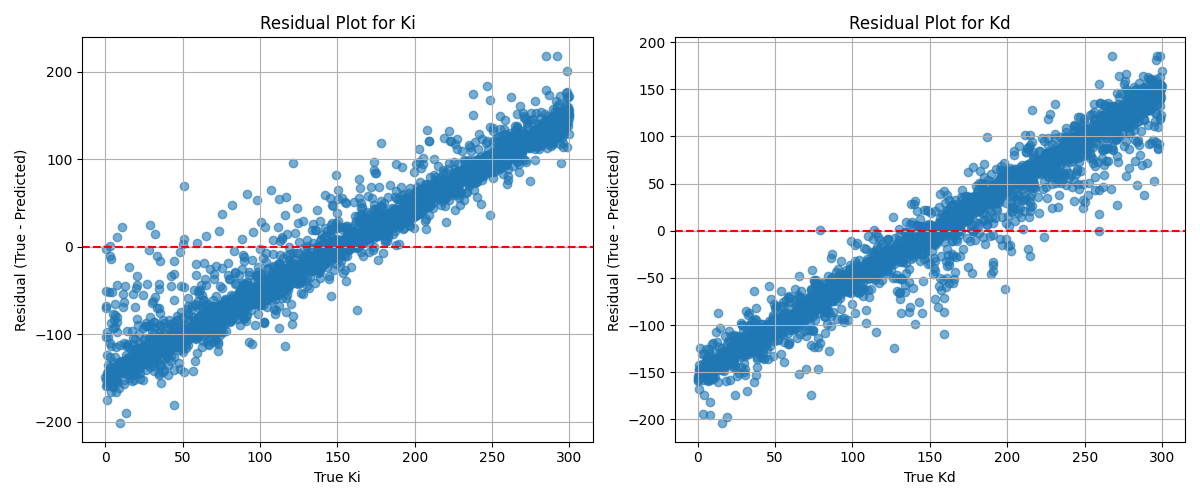 Residual Plot for Ki
Residual (True - Predicted)
200
100
0
−100
−200
0 50 100 150 200 250 300
True Ki
Residual Plot for Kd
Residual (True - Predicted)
200
150
100
50
0
−50
−100
−150
−200
0 50 100 150 200 250 300
True Kd